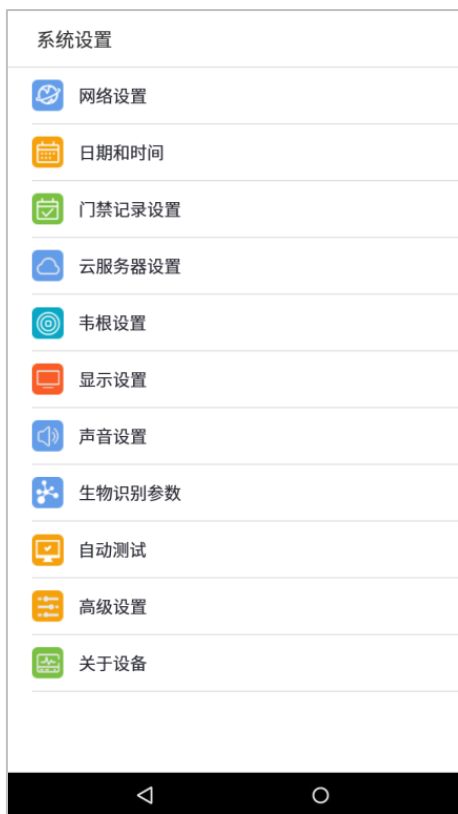 系统设置
网络设置
日期和时间
门禁记录设置
云服务器设置
韦根设置
显示设置
声音设置
生物识别参数
自动测试
高级设置
关于设备